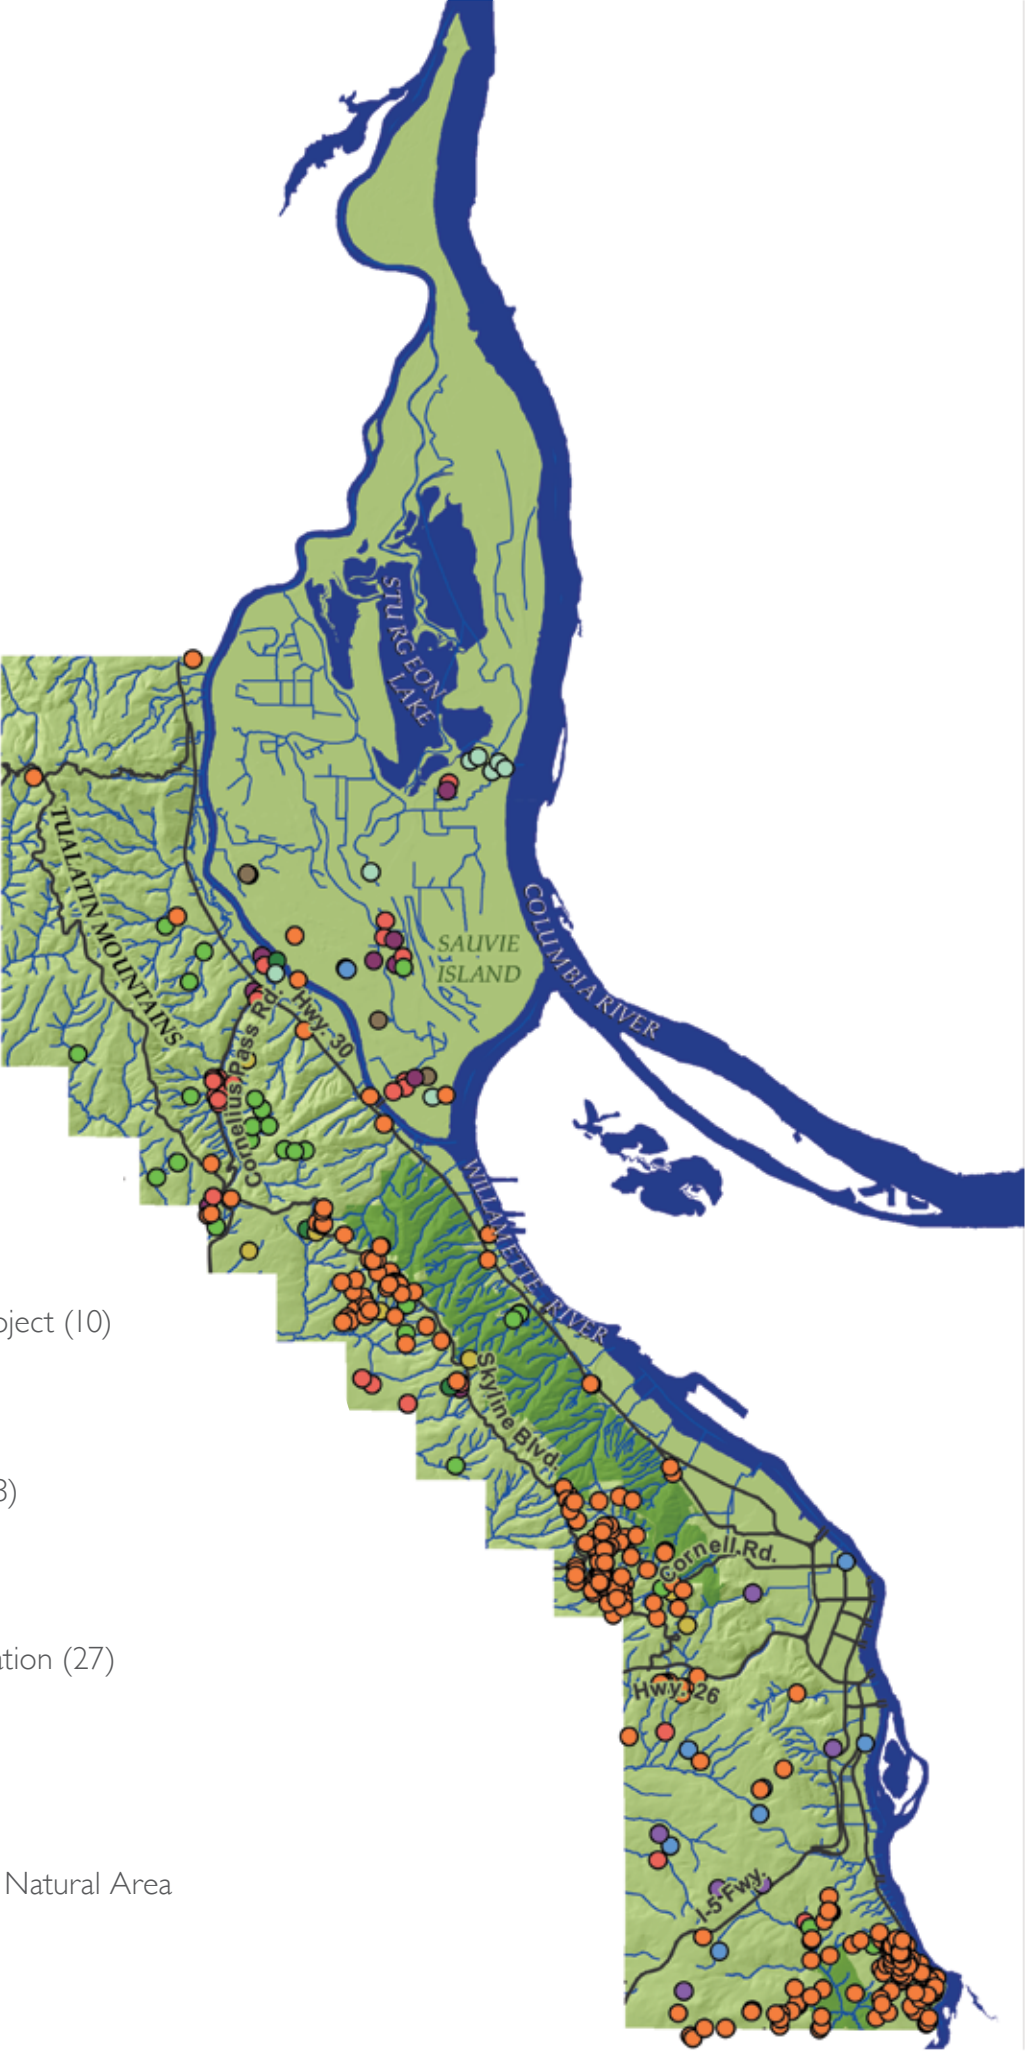 STURGEON
LAKE
TUALATIN MOUNTAINS
SAUVIE
ISLAND
COLUMBIA RIVER
Hwy. 30
Cornelius Pass Rd.
WILLAMETTE RIVER
oject (10)
Skyline Blvd.
3)
Cornell Rd.
ation (27)
Hwy. 26
Natural Area
I-5 Fwy.